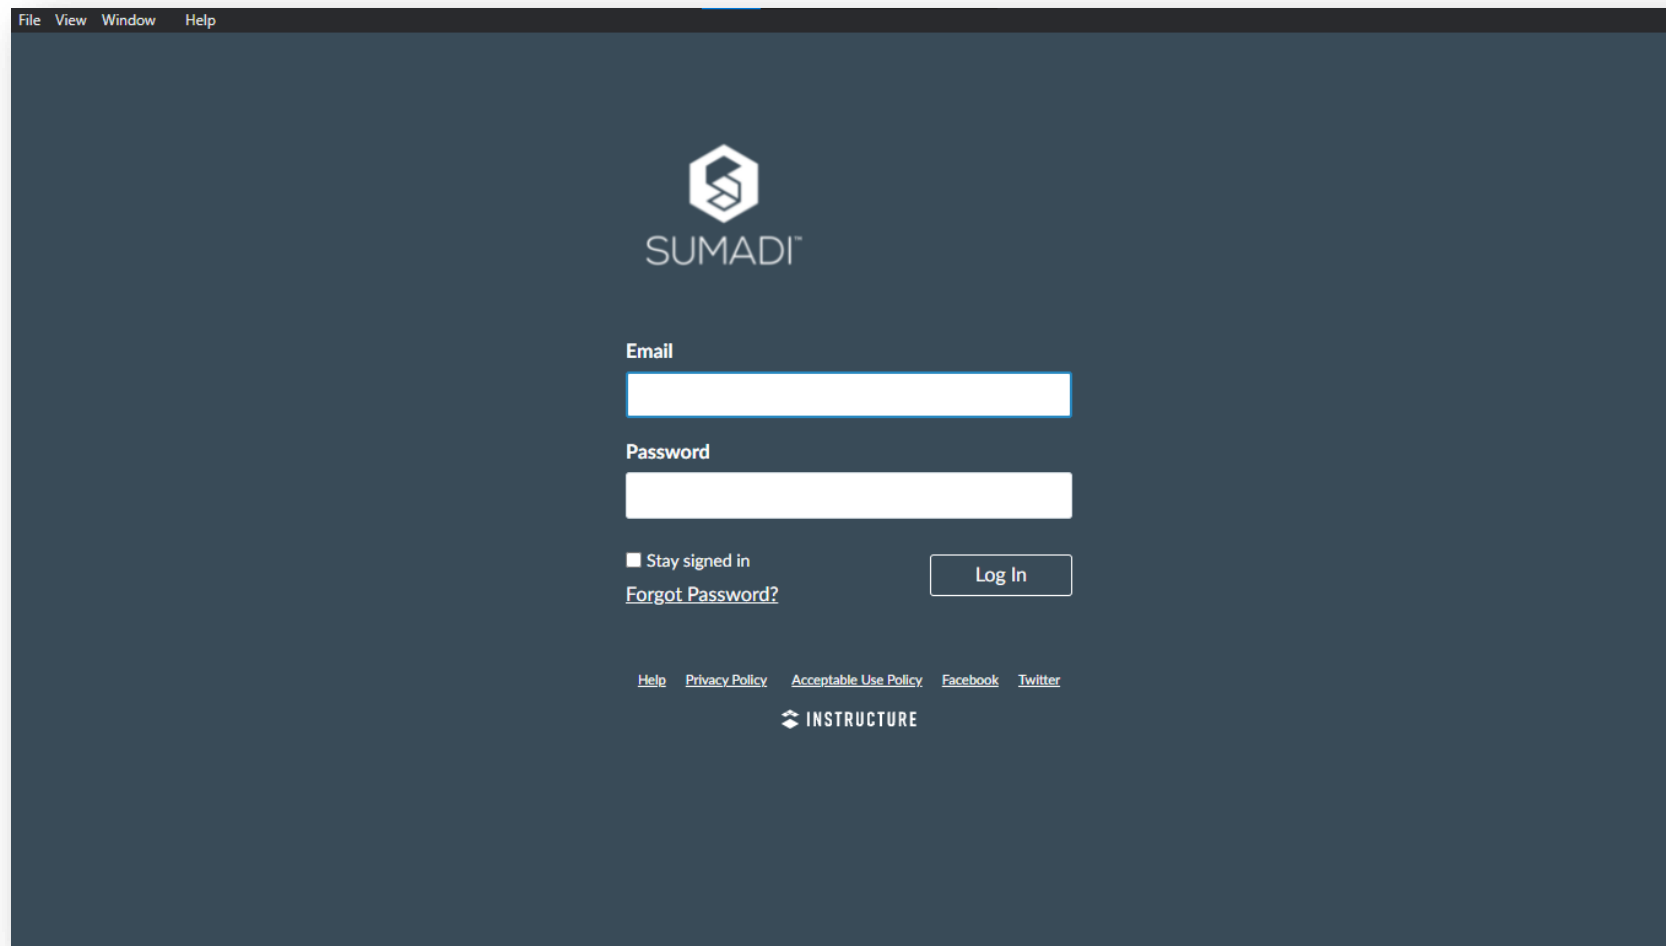 File View Window Help
SUMADI™
Email
Password
Stay signed in
Log In
Forgot Password?
Help Privacy Policy Acceptable Use Policy Facebook Twitter
INSTRUCTURE